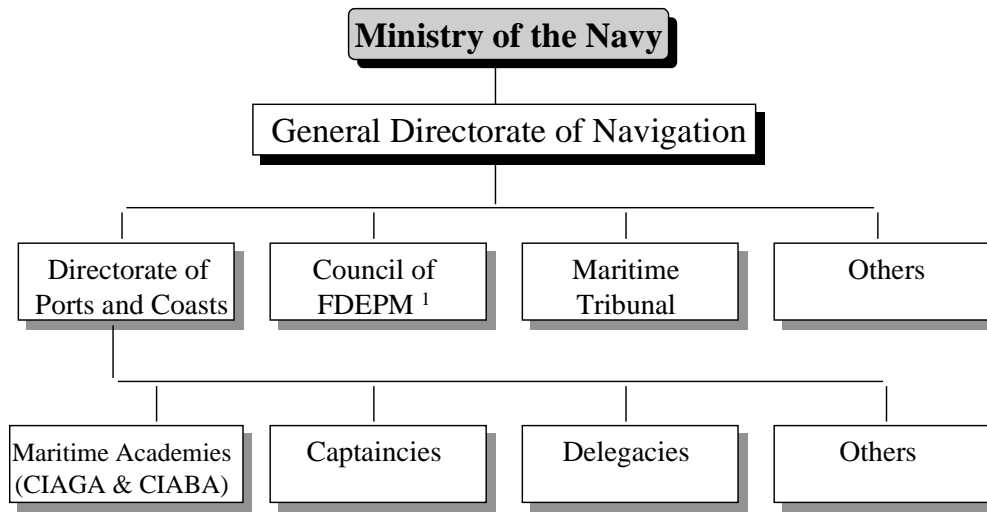 Ministry of the Navy
General Directorate of Navigation
Directorate of
Ports and Coasts
Council of
FDEPM ¹
Maritime
Tribunal
Others
Maritime Academies
(CIAGA & CIABA)
Captaincies
Delegacies
Others